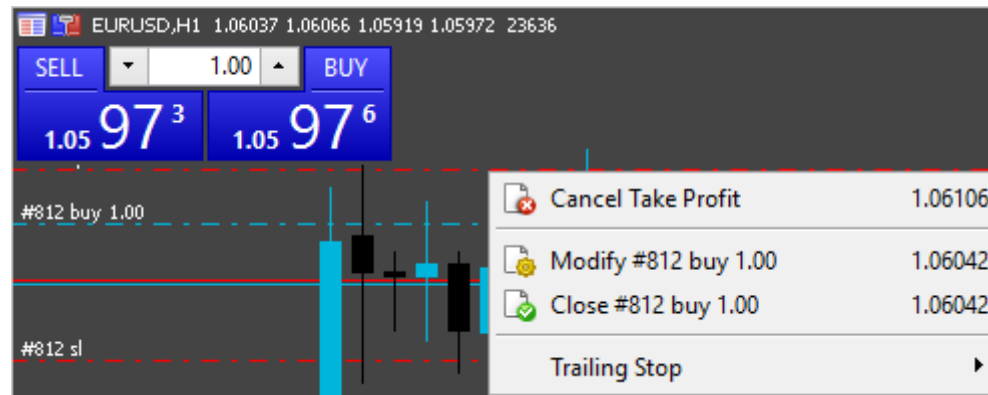 EURUSD,H1 1.06037 1.06066 1.05919 1.05972 23636
SELL 1.00 BUY
1.05 97 3 1.05 97 6
Cancel Take Profit 1.06106
#812 buy 1.00
Modify #812 buy 1.00 1.06042
Close #812 buy 1.00 1.06042
#812 sl
Trailing Stop